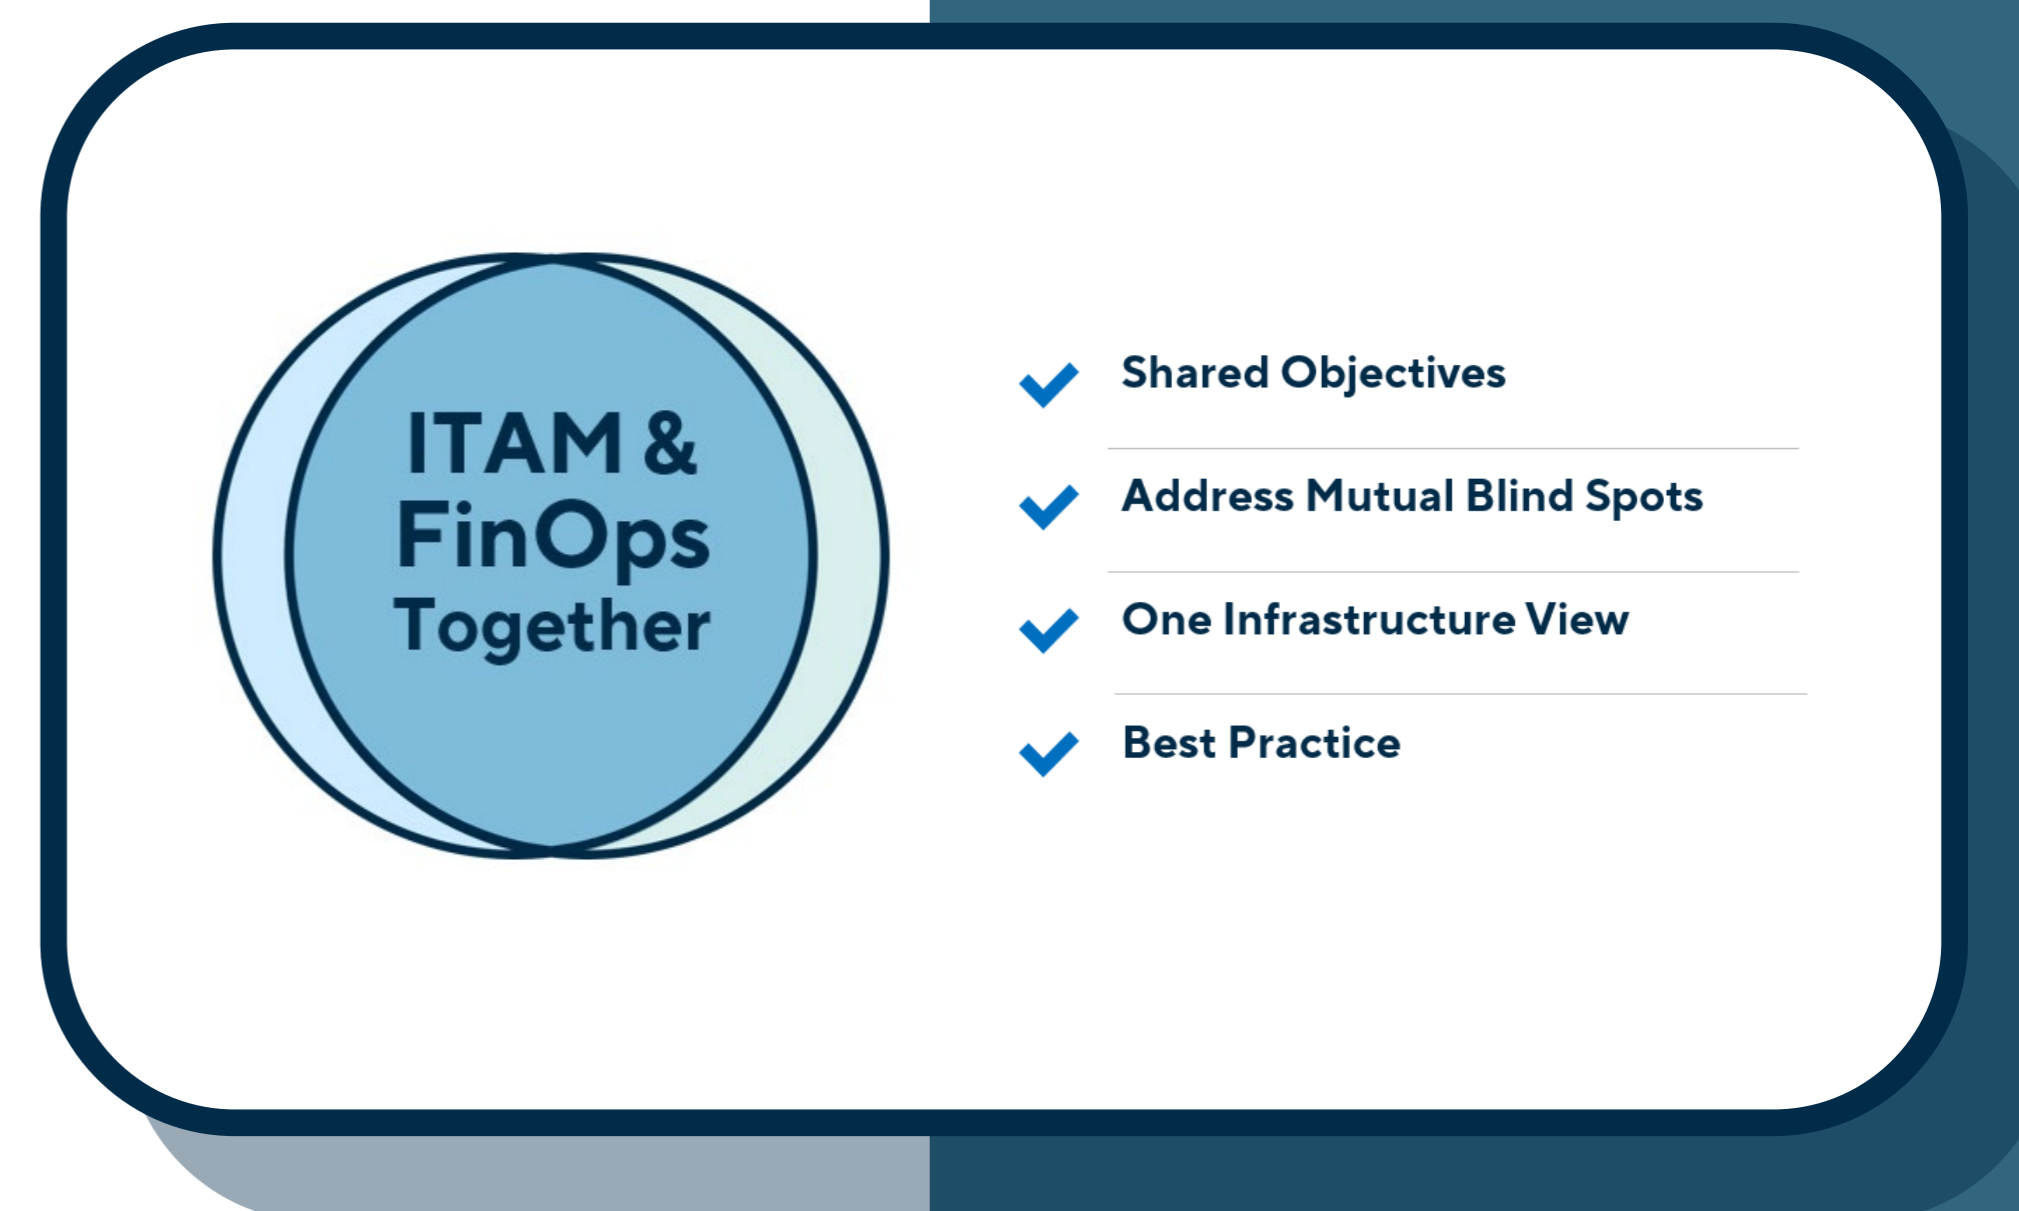 ITAM &
FinOps
Together
Shared Objectives
Address Mutual Blind Spots
One Infrastructure View
Best Practice